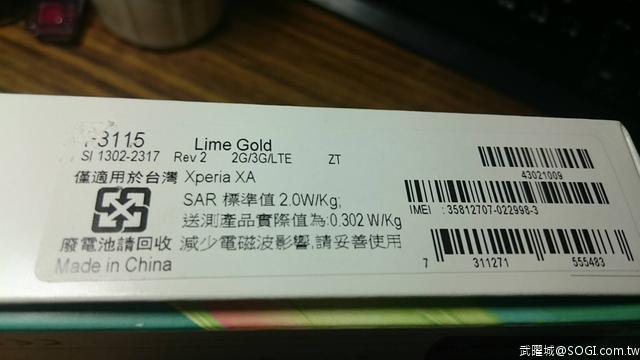 F3115 Lime Gold
SI 1302-2317 Rev 2 2G/3G/LTE ZT
僅適用於台灣 Xperia XA
SAR 標準值 2.0W/Kg;
送測產品實際值為:0.302 W/Kg
廢電池請回收 減少電磁波影響,請妥善使用
Made in China
43021009
IMEI : 35812707-022998-3
7 311271 555483
武曜城@SOGI.com.tw